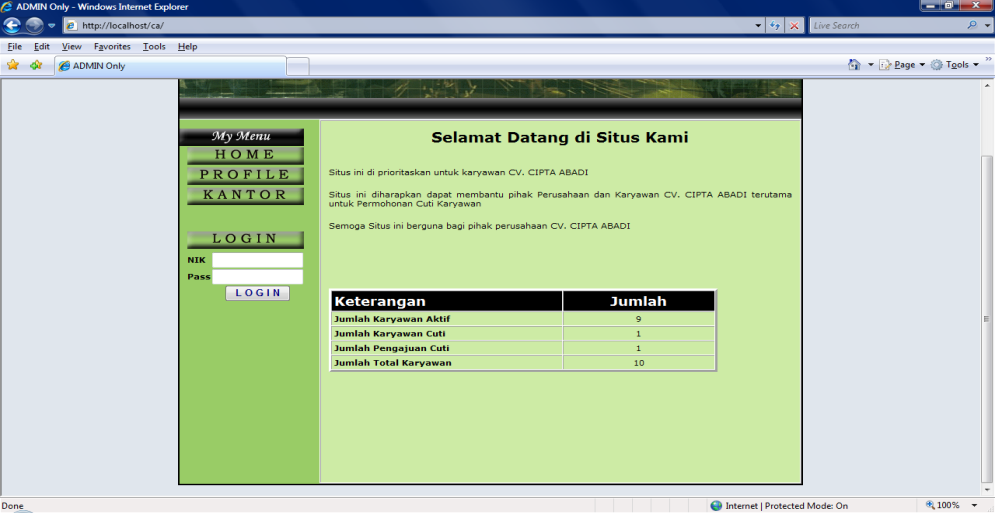 ADMIN Only - Windows Internet Explorer
http://localhost/ca/
Live Search
File Edit View Favorites Tools Help
ADMIN Only
Page Tools
My Menu
HOME
PROFILE
KANTOR
LOGIN
NIK
Pass
LOGIN
Selamat Datang di Situs Kami
Situs ini di prioritaskan untuk karyawan CV. CIPTA ABADI
Situs ini diharapkan dapat membantu pihak Perusahaan dan Karyawan CV. CIPTA ABADI terutama
untuk Permohonan Cuti Karyawan
Semoga Situs ini berguna bagi pihak perusahaan CV. CIPTA ABADI
Keterangan Jumlah
Jumlah Karyawan Aktif 9
Jumlah Karyawan Cuti 1
Jumlah Pengajuan Cuti 1
Jumlah Total Karyawan 10
Done
Internet | Protected Mode: On
100%